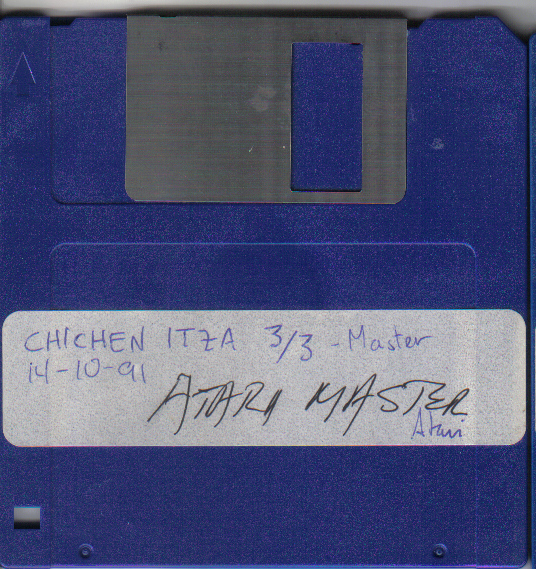 CHICHEN ITZA 3/3 - Master
14-10-91
ATARI MASTER
Atari